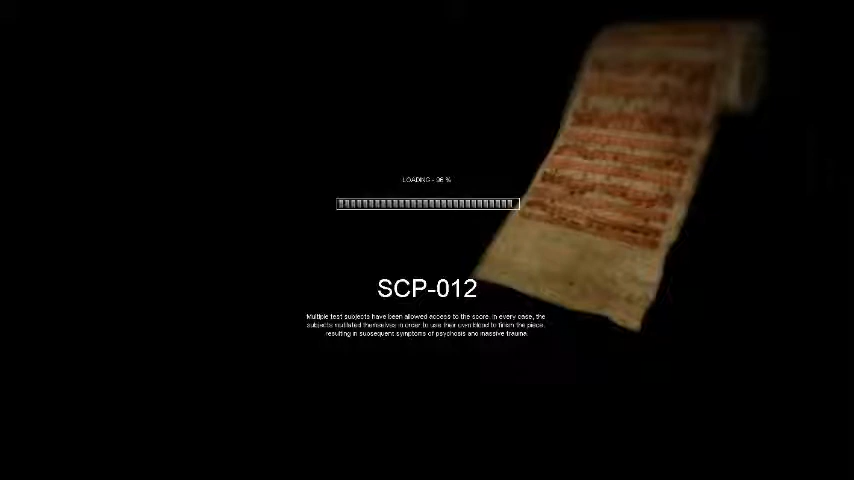 LOADING - 96 %
SCP-012
Multiple test subjects have been allowed access to the score. In every case, the
subjects mutilated themselves in order to use their own blood to finish the piece,
resulting in subsequent symptoms of psychosis and massive trauma.